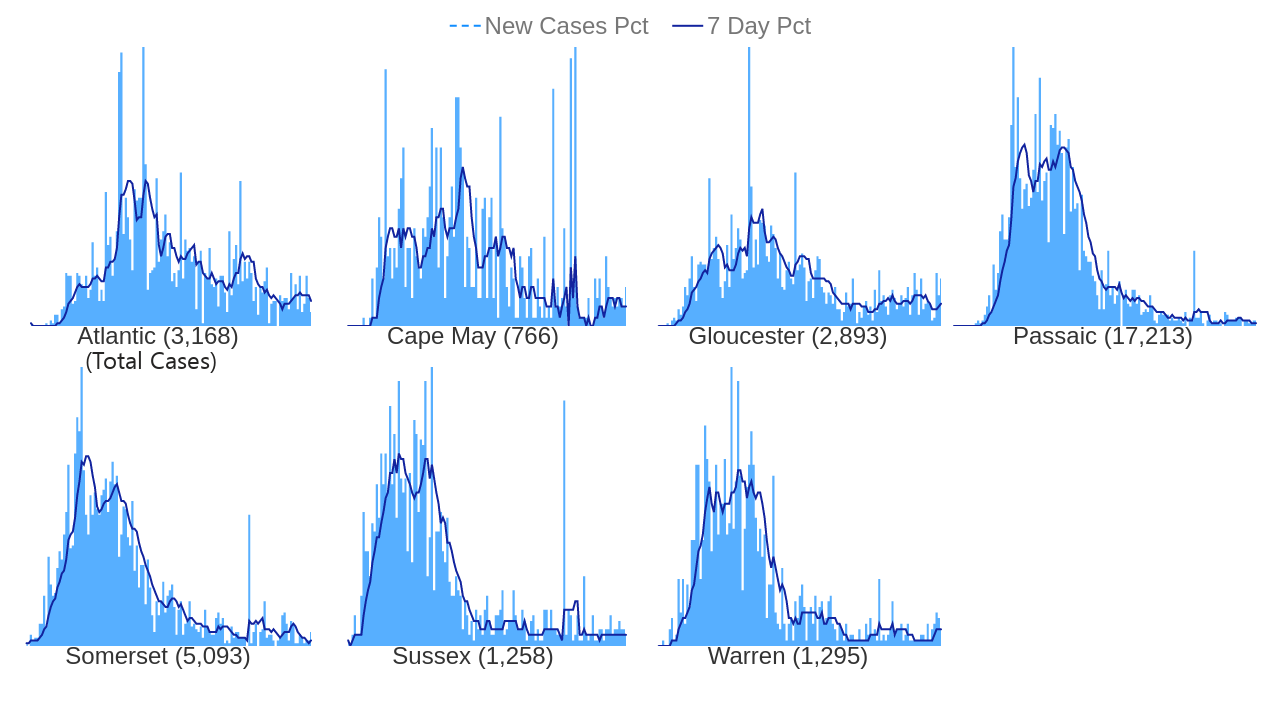 New Cases Pct 7 Day Pct
Atlantic (3,168) Cape May (766) Gloucester (2,893) Passaic (17,213)
(Total Cases)
Somerset (5,093) Sussex (1,258) Warren (1,295)